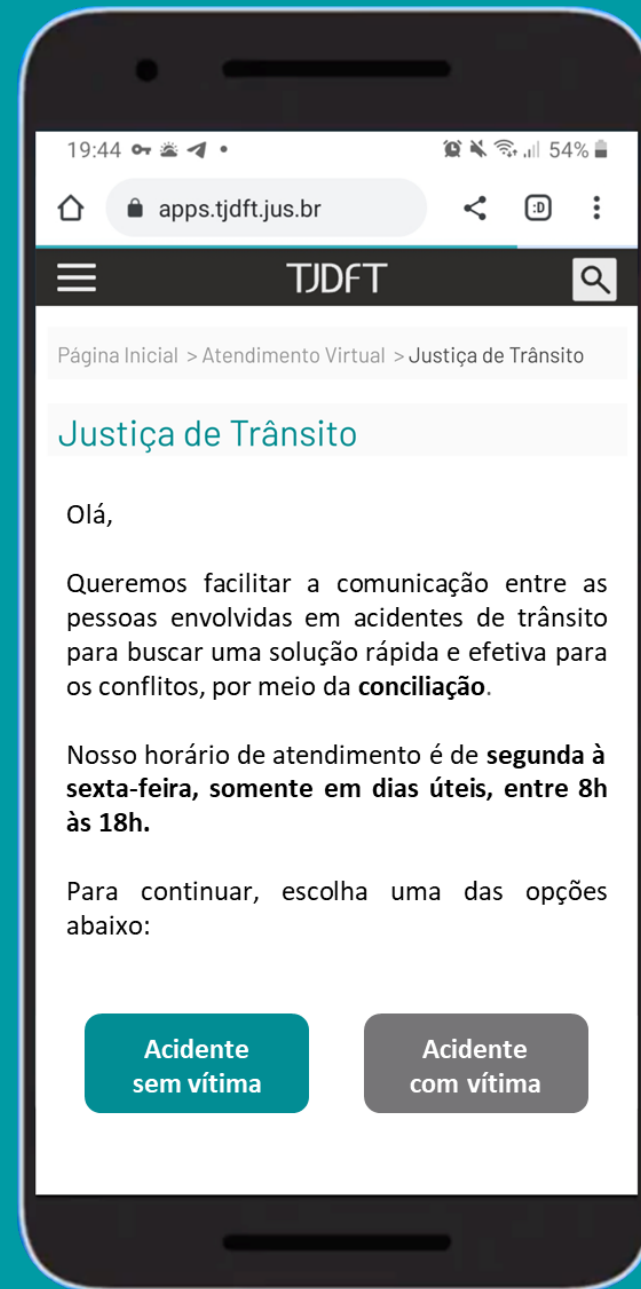 19:44 54%
apps.tjdft.jus.br :D
TJDFT
Página Inicial > Atendimento Virtual > Justiça de Trânsito
Justiça de Trânsito
Olá,
Queremos facilitar a comunicação entre as
pessoas envolvidas em acidentes de trânsito
para buscar uma solução rápida e efetiva para
os conflitos, por meio da conciliação.
Nosso horário de atendimento é de segunda à
sexta-feira, somente em dias úteis, entre 8h
às 18h.
Para continuar, escolha uma das opções
abaixo:
Acidente
sem vítima
Acidente
com vítima